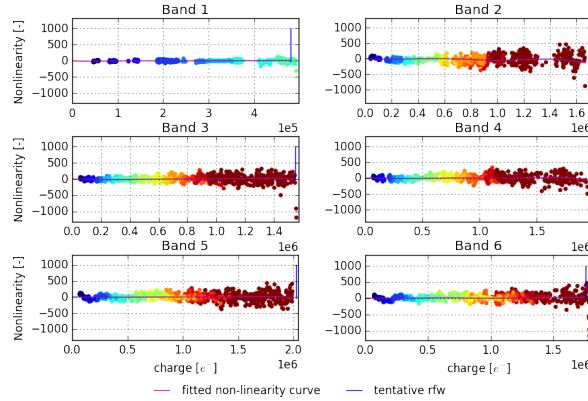 Band 1
Band 2
Nonlinearity [-]
1000
500
0
−500
−1000
0 1 2 3 4
1e5
1000
500
0
−500
−1000
0.0 0.2 0.4 0.6 0.8 1.0 1.2 1.4 1.6
1e6
Band 3
Band 4
Nonlinearity [-]
1000
500
0
−500
−1000
0.0 0.2 0.4 0.6 0.8 1.0 1.2 1.4
1e6
1000
500
0
−500
−1000
0.0 0.5 1.0 1.5
1e6
Band 5
Band 6
Nonlinearity [-]
1000
500
0
−500
−1000
0.0 0.5 1.0 1.5 2.0
1e6
charge [e⁻]
1000
500
0
−500
−1000
0.0 0.5 1.0 1.5
1e6
charge [e⁻]
fitted non-linearity curve
tentative rfw